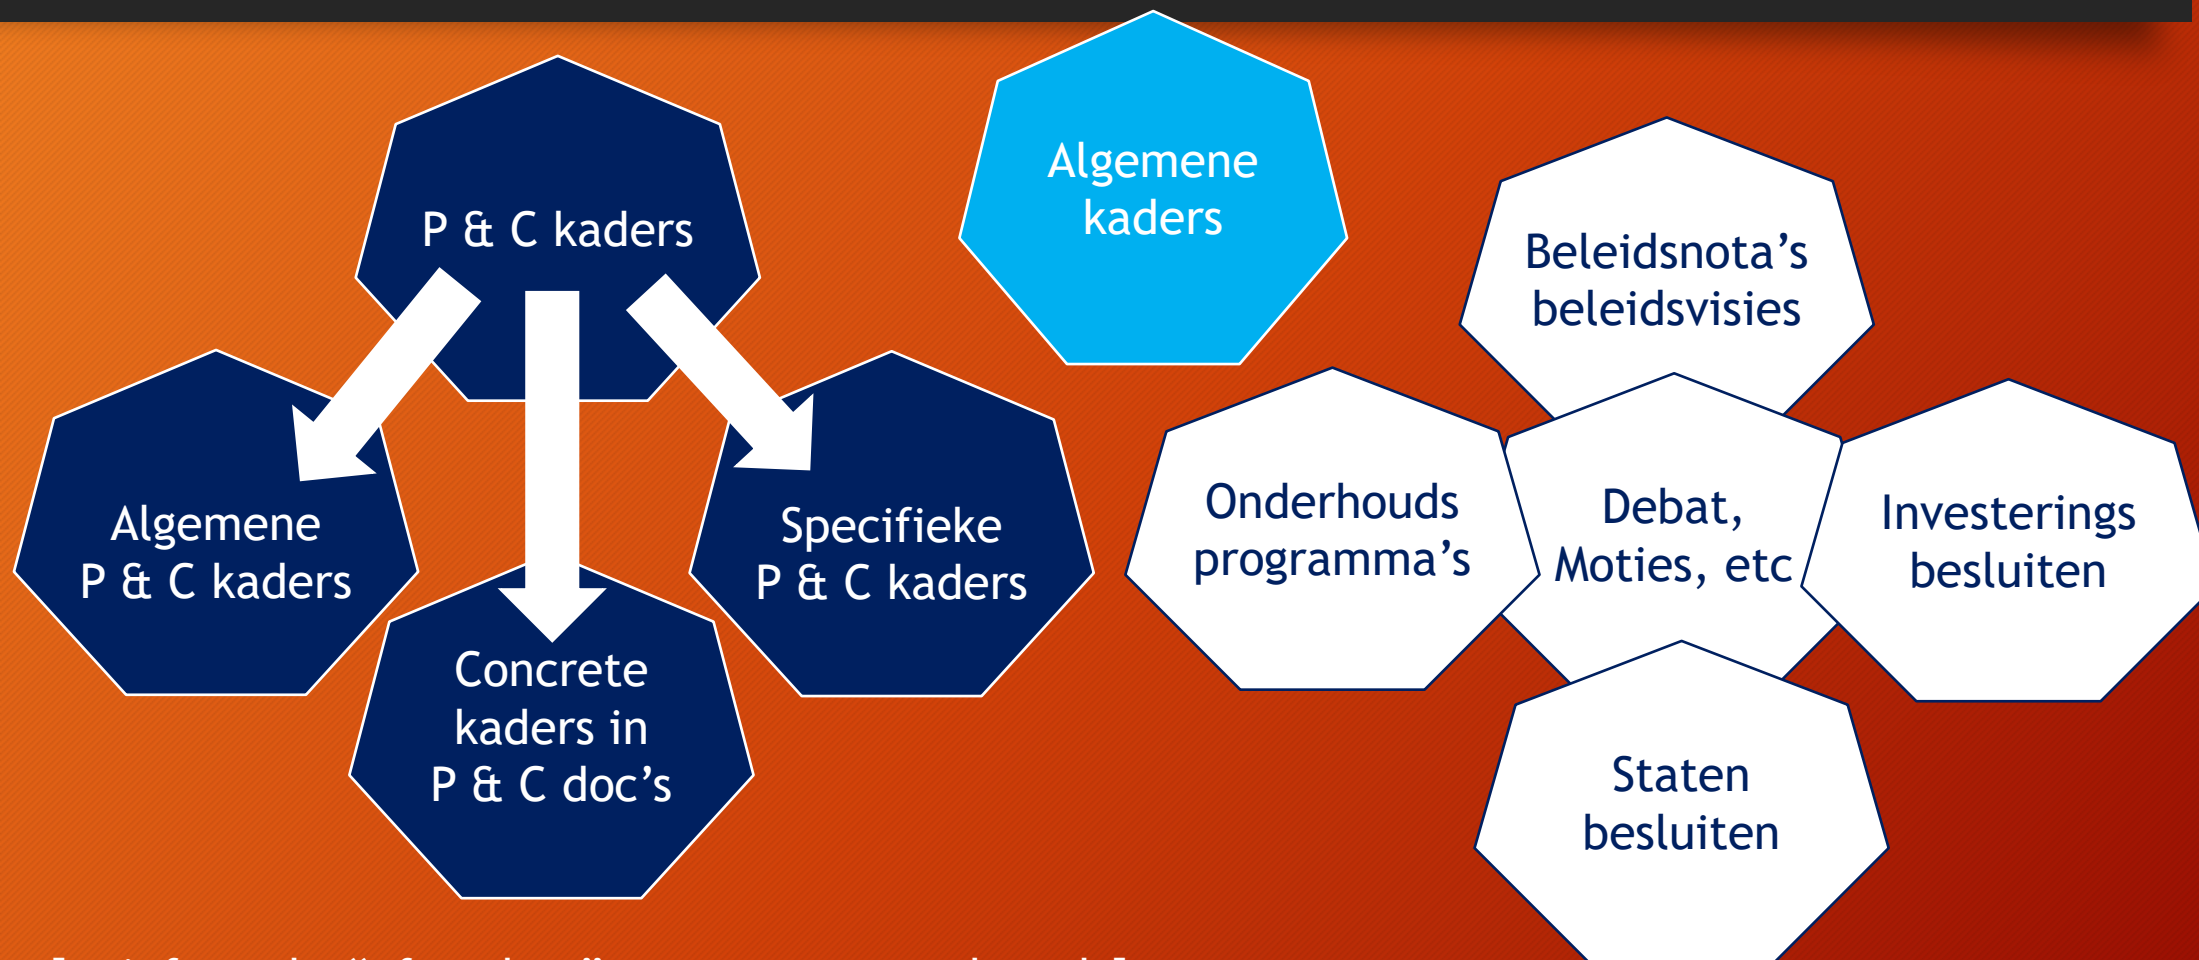 P & C kaders
Algemene
P & C kaders
Concrete
kaders in
P & C doc’s
Specifieke
P & C kaders
Algemene
kaders
Beleidsnota’s
beleidsvisies
Onderhouds
programma’s
Debat,
Moties, etc
Investerings
besluiten
Staten
besluiten